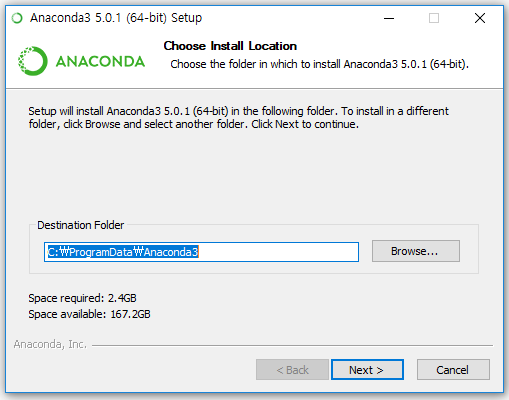 Anaconda3 5.0.1 (64-bit) Setup
ANACONDA
Choose Install Location
Choose the folder in which to install Anaconda3 5.0.1 (64-bit).
Setup will install Anaconda3 5.0.1 (64-bit) in the following folder. To install in a different
folder, click Browse and select another folder. Click Next to continue.
Destination Folder
C:₩ProgramData₩Anaconda3
Browse...
Space required: 2.4GB
Space available: 167.2GB
Anaconda, Inc.
< Back
Next >
Cancel